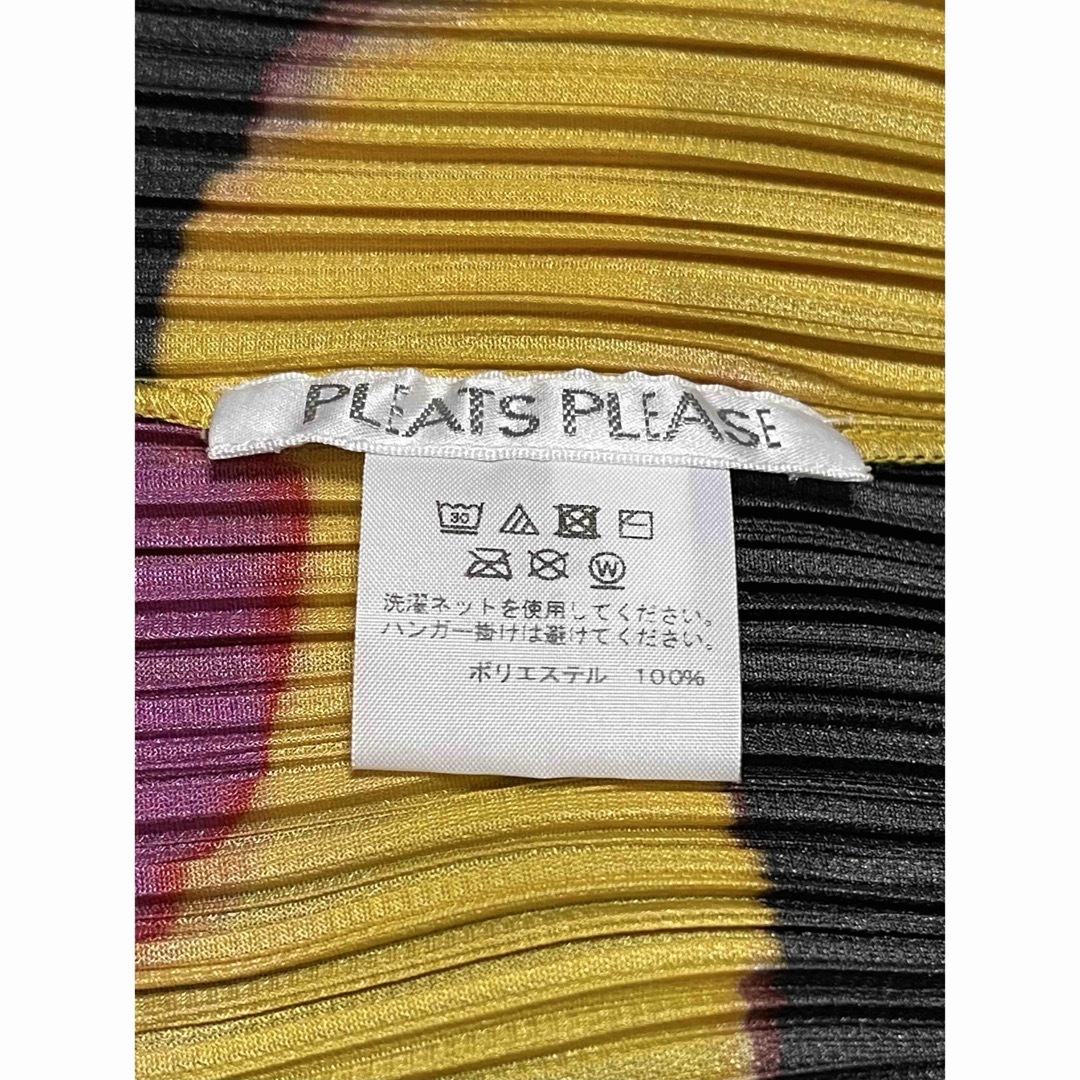 PLEATS PLEASE
30
W
洗濯ネットを使用してください。
ハンガー掛けは避けてください。
ポリエステル 100%